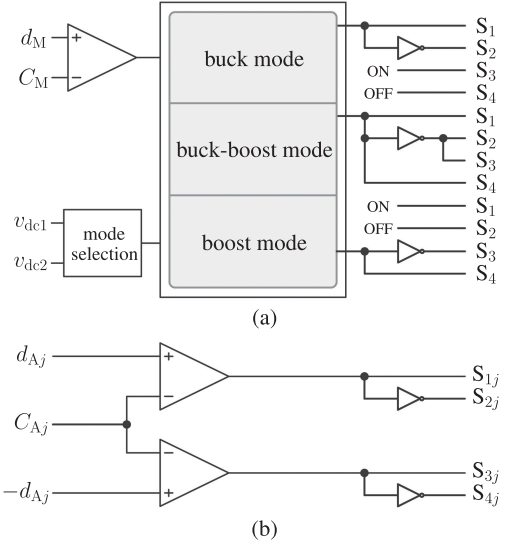 d_M
+
C_M
−
v_dc1
v_dc2
mode
selection
buck mode
buck-boost mode
boost mode
S_1
S_2
ON S_3
OFF S_4
S_1
S_2
S_3
S_4
ON S_1
OFF S_2
S_3
S_4
(a)
d_Aj
+
−
C_Aj
−
−d_Aj
+
S_1j
S_2j
S_3j
S_4j
(b)